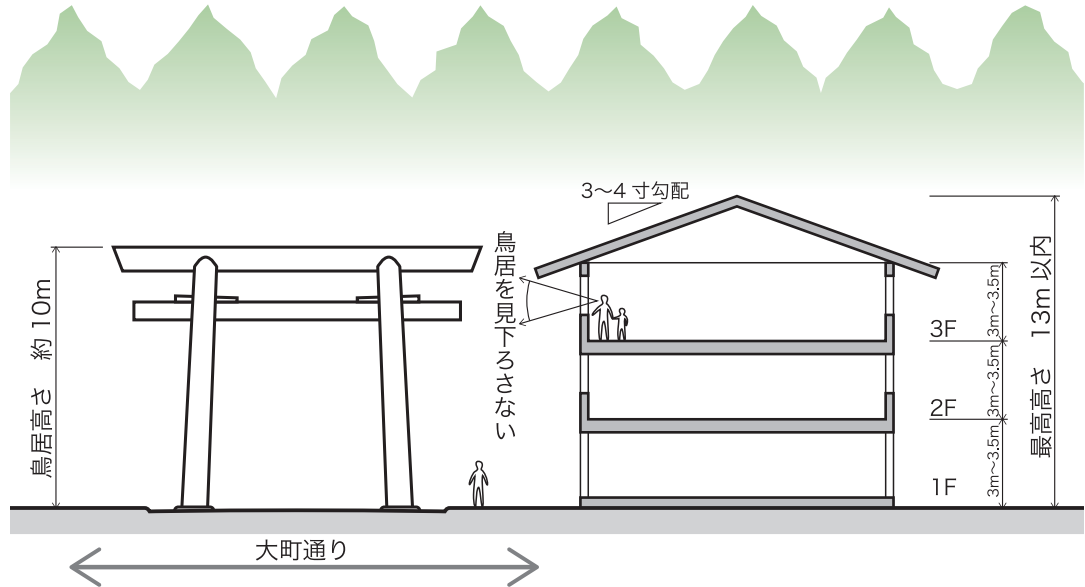 3〜4 寸勾配
鳥居を見下ろさない
鳥居高さ　約 10m
3F
2F
1F
3m〜3.5m
3m〜3.5m
3m〜3.5m
最高高さ　13m 以内
大町通り